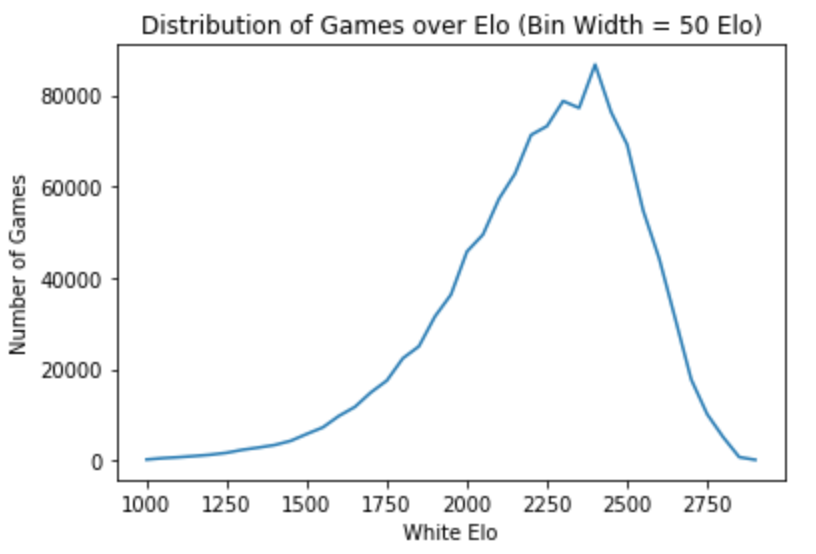 Distribution of Games over Elo (Bin Width = 50 Elo)
Number of Games
80000
60000
40000
20000
0
1000 1250 1500 1750 2000 2250 2500 2750
White Elo